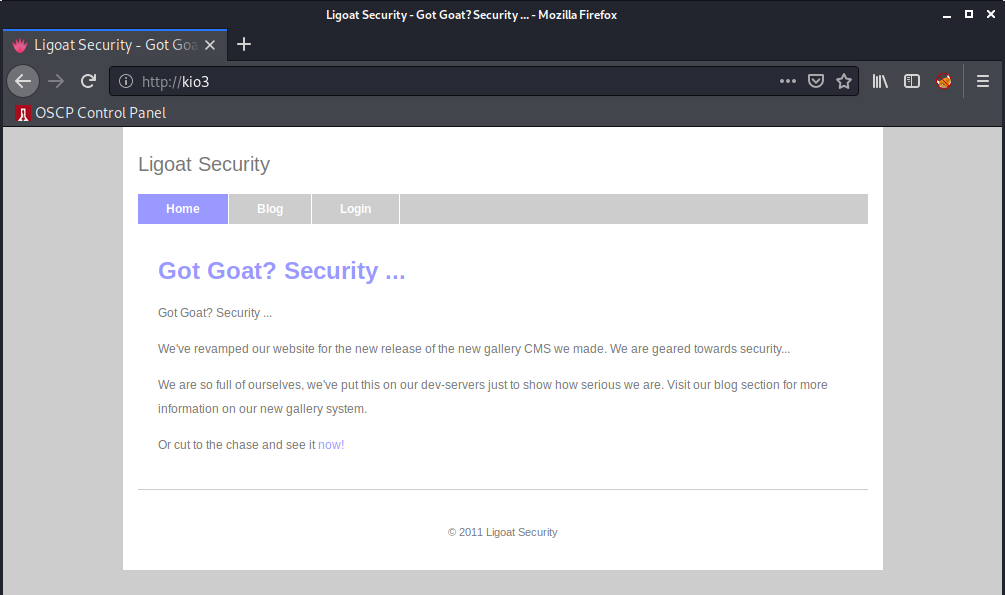 Ligoat Security - Got Goat? Security ... - Mozilla Firefox
Ligoat Security - Got Goa
http://kio3
OSCP Control Panel
Ligoat Security
Home Blog Login
Got Goat? Security ...
Got Goat? Security ...
We've revamped our website for the new release of the new gallery CMS we made. We are geared towards security...
We are so full of ourselves, we've put this on our dev-servers just to show how serious we are. Visit our blog section for more
information on our new gallery system.
Or cut to the chase and see it now!
© 2011 Ligoat Security